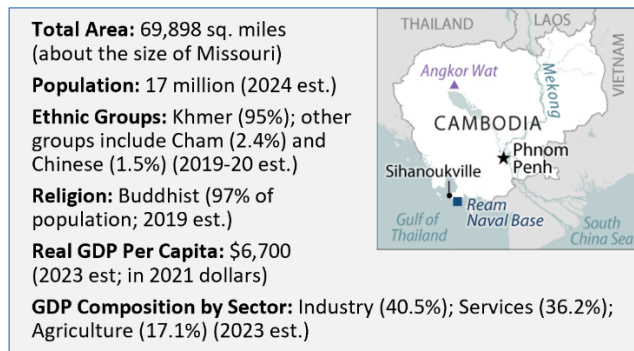 Total Area: 69,898 sq. miles
(about the size of Missouri)
Population: 17 million (2024 est.)
Ethnic Groups: Khmer (95%); other
groups include Cham (2.4%) and
Chinese (1.5%) (2019-20 est.)
Religion: Buddhist (97% of
population; 2019 est.)
Real GDP Per Capita: $6,700
(2023 est; in 2021 dollars)
GDP Composition by Sector: Industry (40.5%); Services (36.2%);
Agriculture (17.1%) (2023 est.)
THAILAND
LAOS
VIETNAM
Angkor Wat
Mekong
CAMBODIA
Phnom
Penh
Sihanoukville
Ream
Naval Base
Gulf of
Thailand
South
China Sea